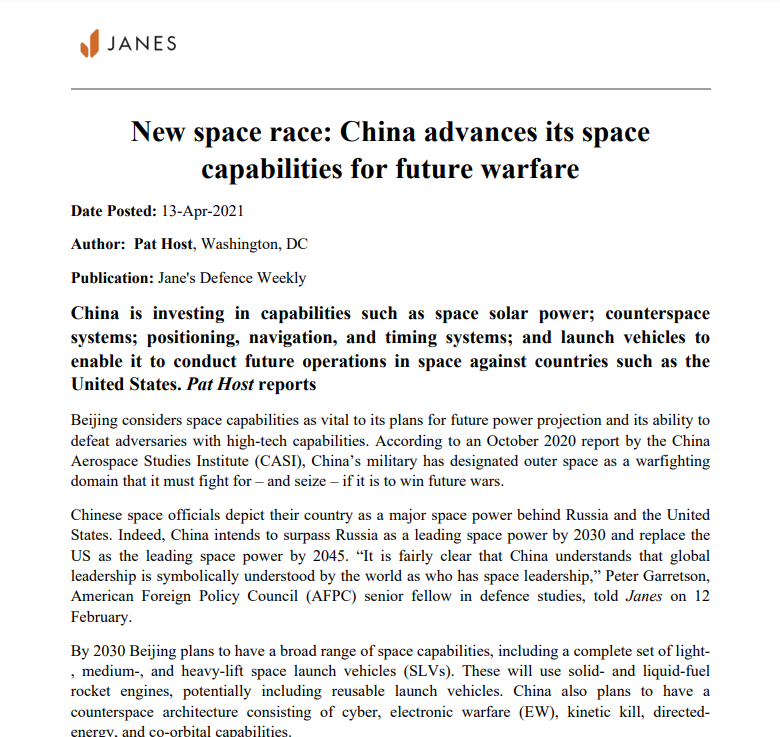 JANES
New space race: China advances its space
capabilities for future warfare
Date Posted: 13-Apr-2021
Author:  Pat Host, Washington, DC
Publication: Jane's Defence Weekly
China is investing in capabilities such as space solar power; counterspace
systems; positioning, navigation, and timing systems; and launch vehicles to
enable it to conduct future operations in space against countries such as the
United States. Pat Host reports
Beijing considers space capabilities as vital to its plans for future power projection and its ability to
defeat adversaries with high-tech capabilities. According to an October 2020 report by the China
Aerospace Studies Institute (CASI), China’s military has designated outer space as a warfighting
domain that it must fight for – and seize – if it is to win future wars.
Chinese space officials depict their country as a major space power behind Russia and the United
States. Indeed, China intends to surpass Russia as a leading space power by 2030 and replace the
US as the leading space power by 2045. “It is fairly clear that China understands that global
leadership is symbolically understood by the world as who has space leadership,” Peter Garretson,
American Foreign Policy Council (AFPC) senior fellow in defence studies, told Janes on 12
February.
By 2030 Beijing plans to have a broad range of space capabilities, including a complete set of light-
, medium-, and heavy-lift space launch vehicles (SLVs). These will use solid- and liquid-fuel
rocket engines, potentially including reusable launch vehicles. China also plans to have a
counterspace architecture consisting of cyber, electronic warfare (EW), kinetic kill, directed-
energy, and co-orbital capabilities.